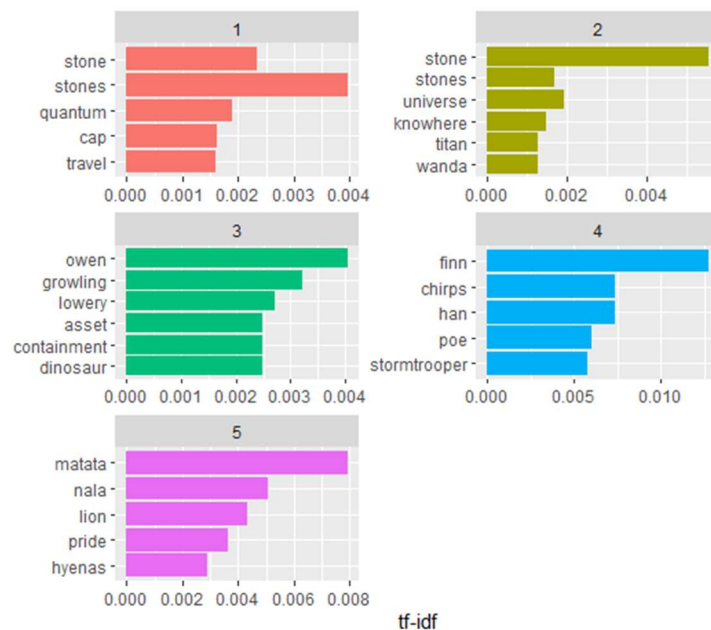 1
stone
stones
quantum
cap
travel
0.000 0.001 0.002 0.003 0.004
2
stone
stones
universe
knowhere
titan
wanda
0.000 0.002 0.004
3
owen
growling
lowery
asset
containment
dinosaur
0.000 0.001 0.002 0.003 0.004
4
finn
chirps
han
poe
stormtrooper
0.000 0.005 0.010
5
matata
nala
lion
pride
hyenas
0.000 0.002 0.004 0.006 0.008
tf-idf